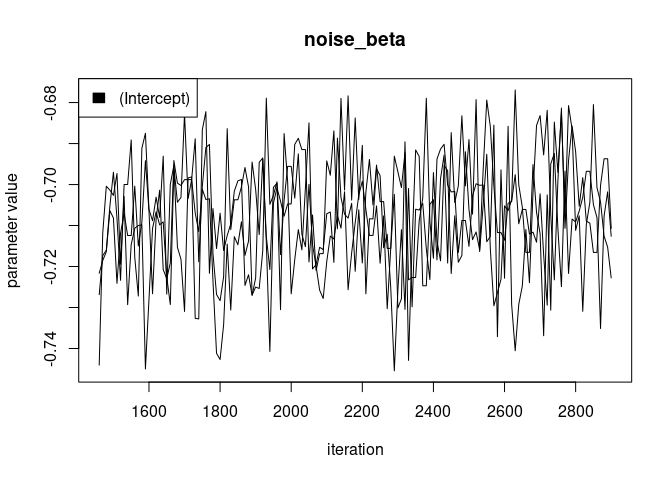 noise_beta
(Intercept)
parameter value
-0.68
-0.70
-0.72
-0.74
1600 1800 2000 2200 2400 2600 2800
iteration